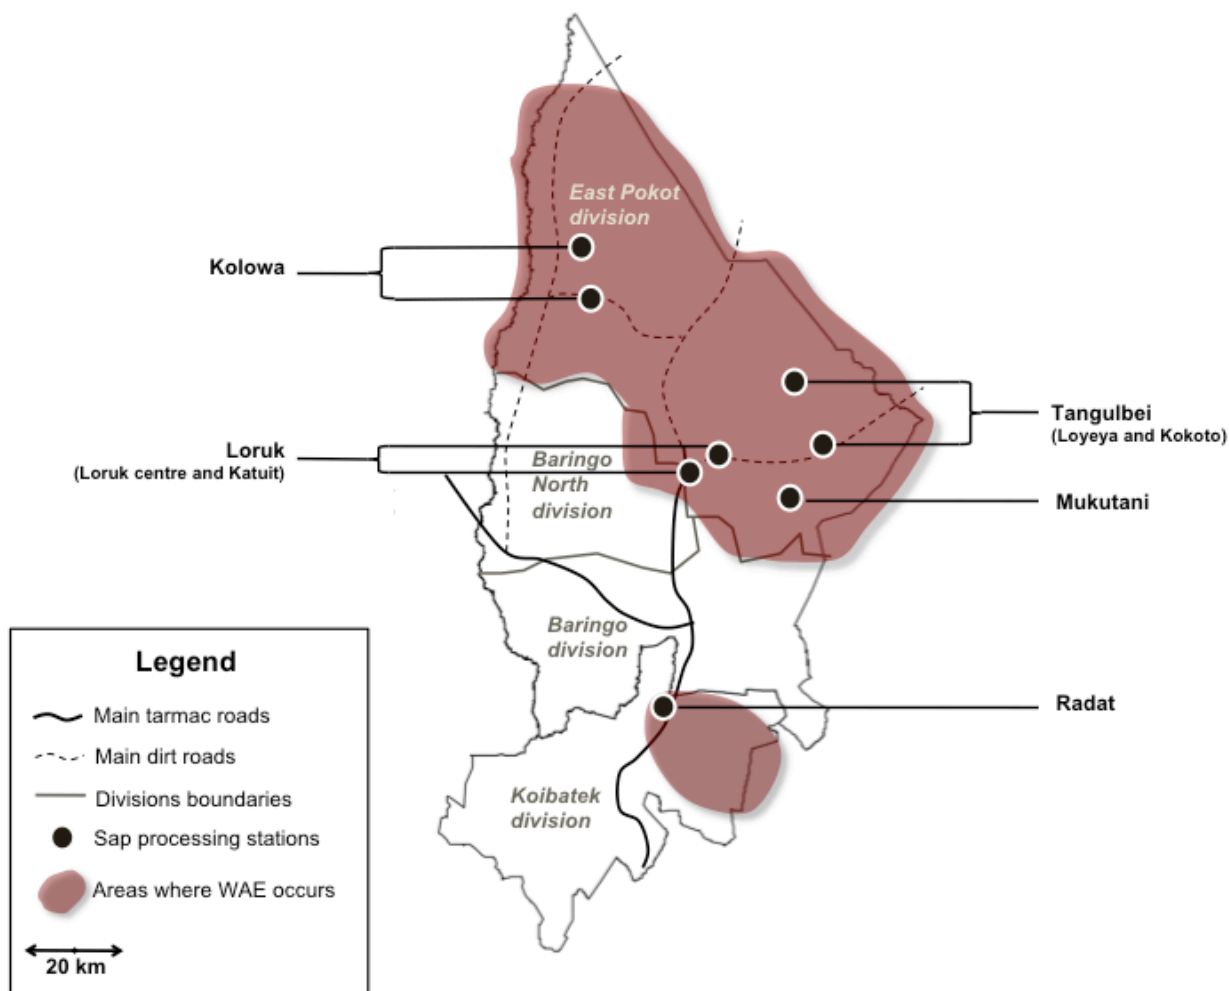 East Pokot
division
Kolowa
Tangulbei
(Loyeya and Kokoto)
Loruk
(Loruk centre and Katuit)
Baringo
North
division
Mukutani
Baringo
division
Radat
Koibatek
division
Legend
Main tarmac roads
Main dirt roads
Divisions boundaries
Sap processing stations
Areas where WAE occurs
20 km